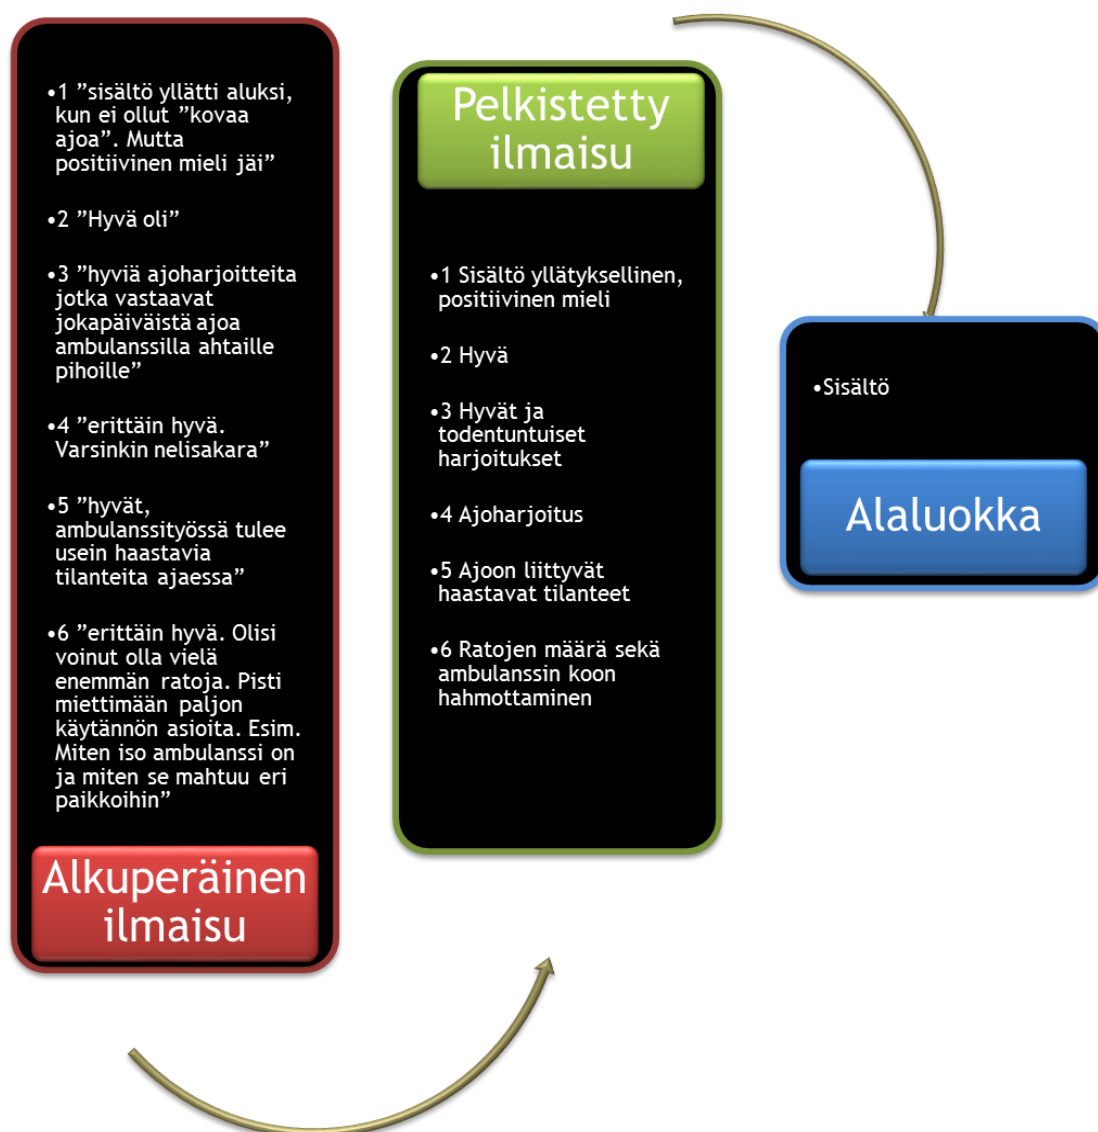 •1 ”sisältö yllätti aluksi,
kun ei ollut ”kovaa
ajoa”. Mutta
positiivinen mieli jäi”
•2 ”Hyvä oli”
•3 ”hyviä ajoharjoitteita
jotka vastaavat
jokapäiväistä ajoa
ambulanssilla ahtaille
pihoille”
•4 ”erittäin hyvä.
Varsinkin nelisakara”
•5 ”hyvät,
ambulanssityössä tulee
usein haastavia
tilanteita ajaessa”
•6 ”erittäin hyvä. Olisi
voinut olla vielä
enemmän ratoja. Pisti
miettimään paljon
käytännön asioita. Esim.
Miten iso ambulanssi on
ja miten se mahtuu eri
paikkoihin”
Alkuperäinen
ilmaisu
Pelkistetty
ilmaisu
•1 Sisältö yllätyksellinen,
positiivinen mieli
•2 Hyvä
•3 Hyvät ja
todentuntuiset
harjoitukset
•4 Ajoharjoitus
•5 Ajoon liittyvät
haastavat tilanteet
•6 Ratojen määrä sekä
ambulanssin koon
hahmottaminen
•Sisältö
Alaluokka